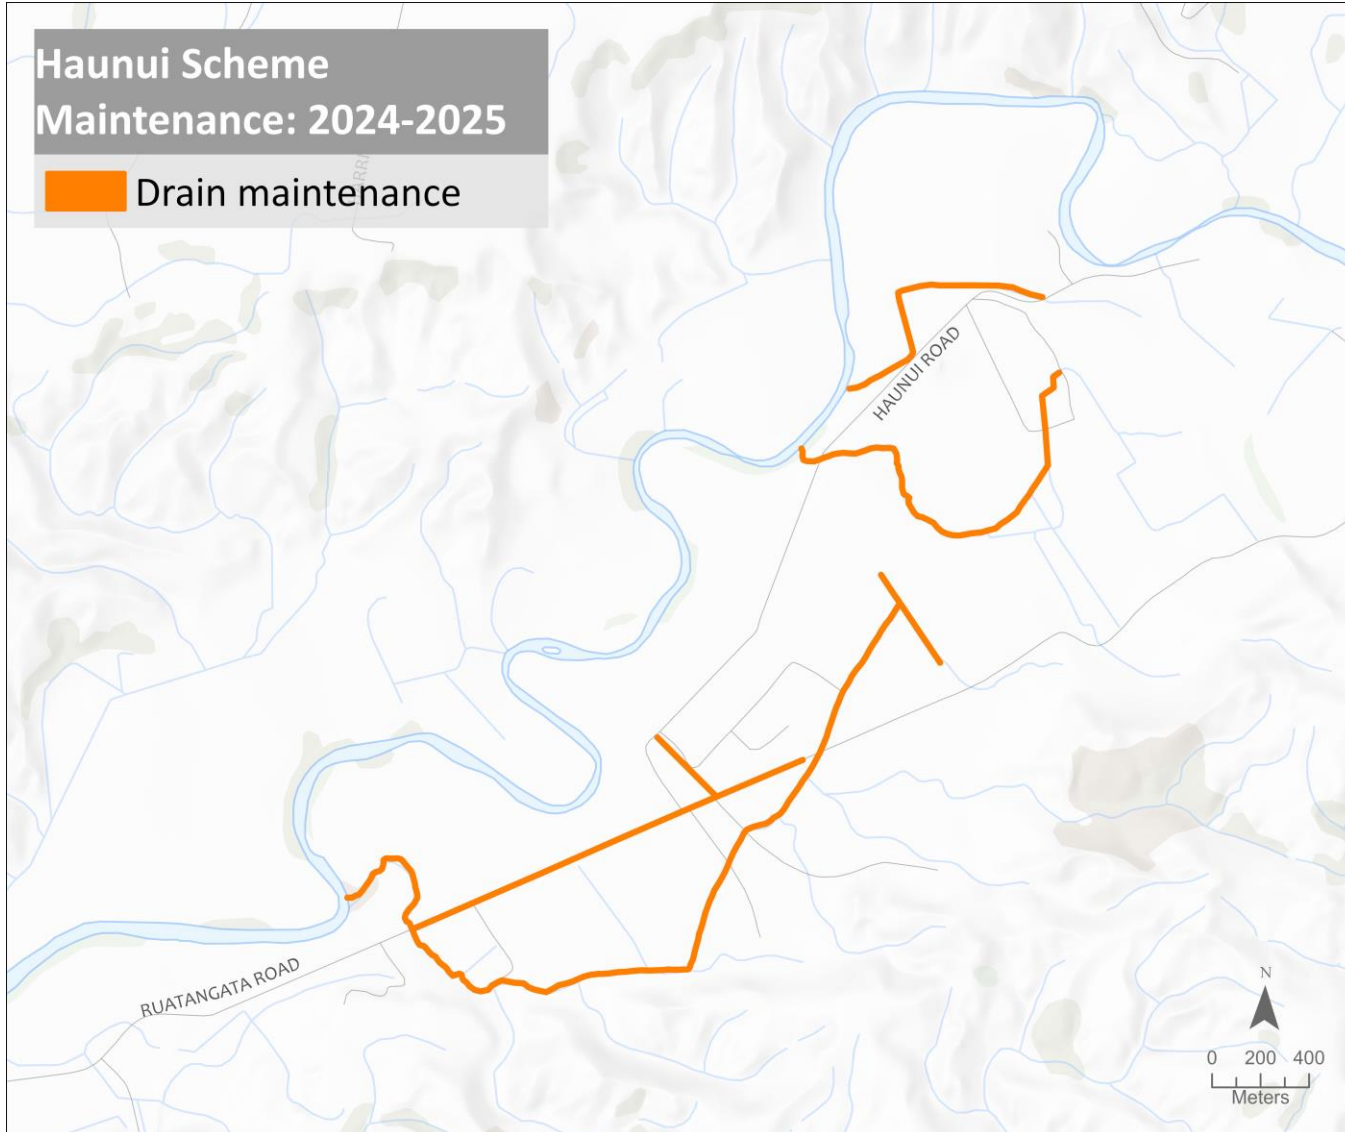 Haunui Scheme
Maintenance: 2024-2025
Drain maintenance
HAUNUI ROAD
RUATANGATA ROAD
N
0 200 400
Meters